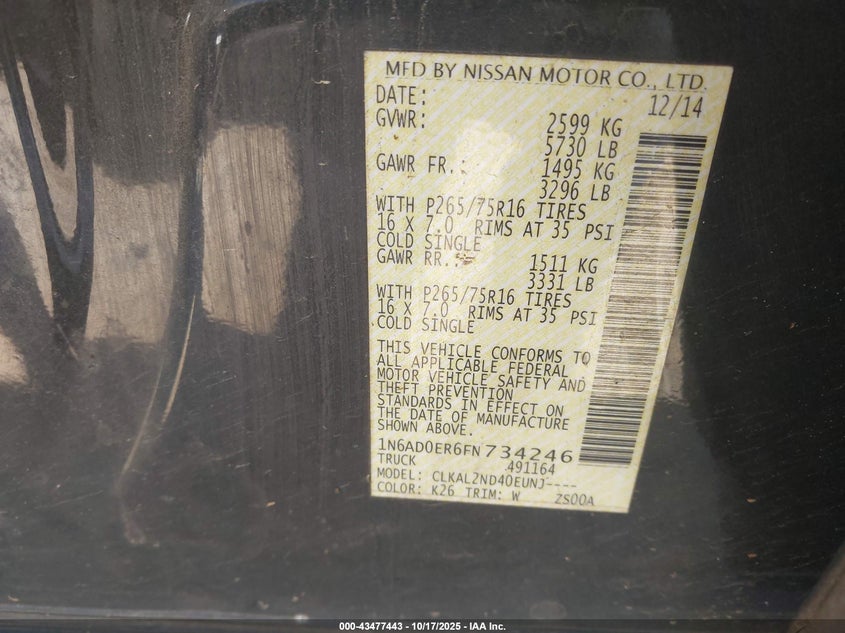 MFD BY NISSAN MOTOR CO., LTD.
DATE: 12/14
GVWR: 2599 KG
5730 LB
GAWR FR.: 1495 KG
3296 LB
WITH P265/75R16 TIRES
16 X 7.0 RIMS AT 35 PSI
COLD SINGLE
GAWR RR.: 1511 KG
3331 LB
WITH P265/75R16 TIRES
16 X 7.0 RIMS AT 35 PSI
COLD SINGLE
THIS VEHICLE CONFORMS TO
ALL APPLICABLE FEDERAL
MOTOR VEHICLE SAFETY AND
THEFT PREVENTION
STANDARDS IN EFFECT ON
THE DATE OF MANUFACTURE
SHOWN ABOVE.
1N6AD0ER6FN734246
TRUCK 491164
MODEL: CLKAL2ND40EUNJ----
COLOR: K26 TRIM: W ZS00A
000-43477443 - 10/17/2025 - IAA Inc.